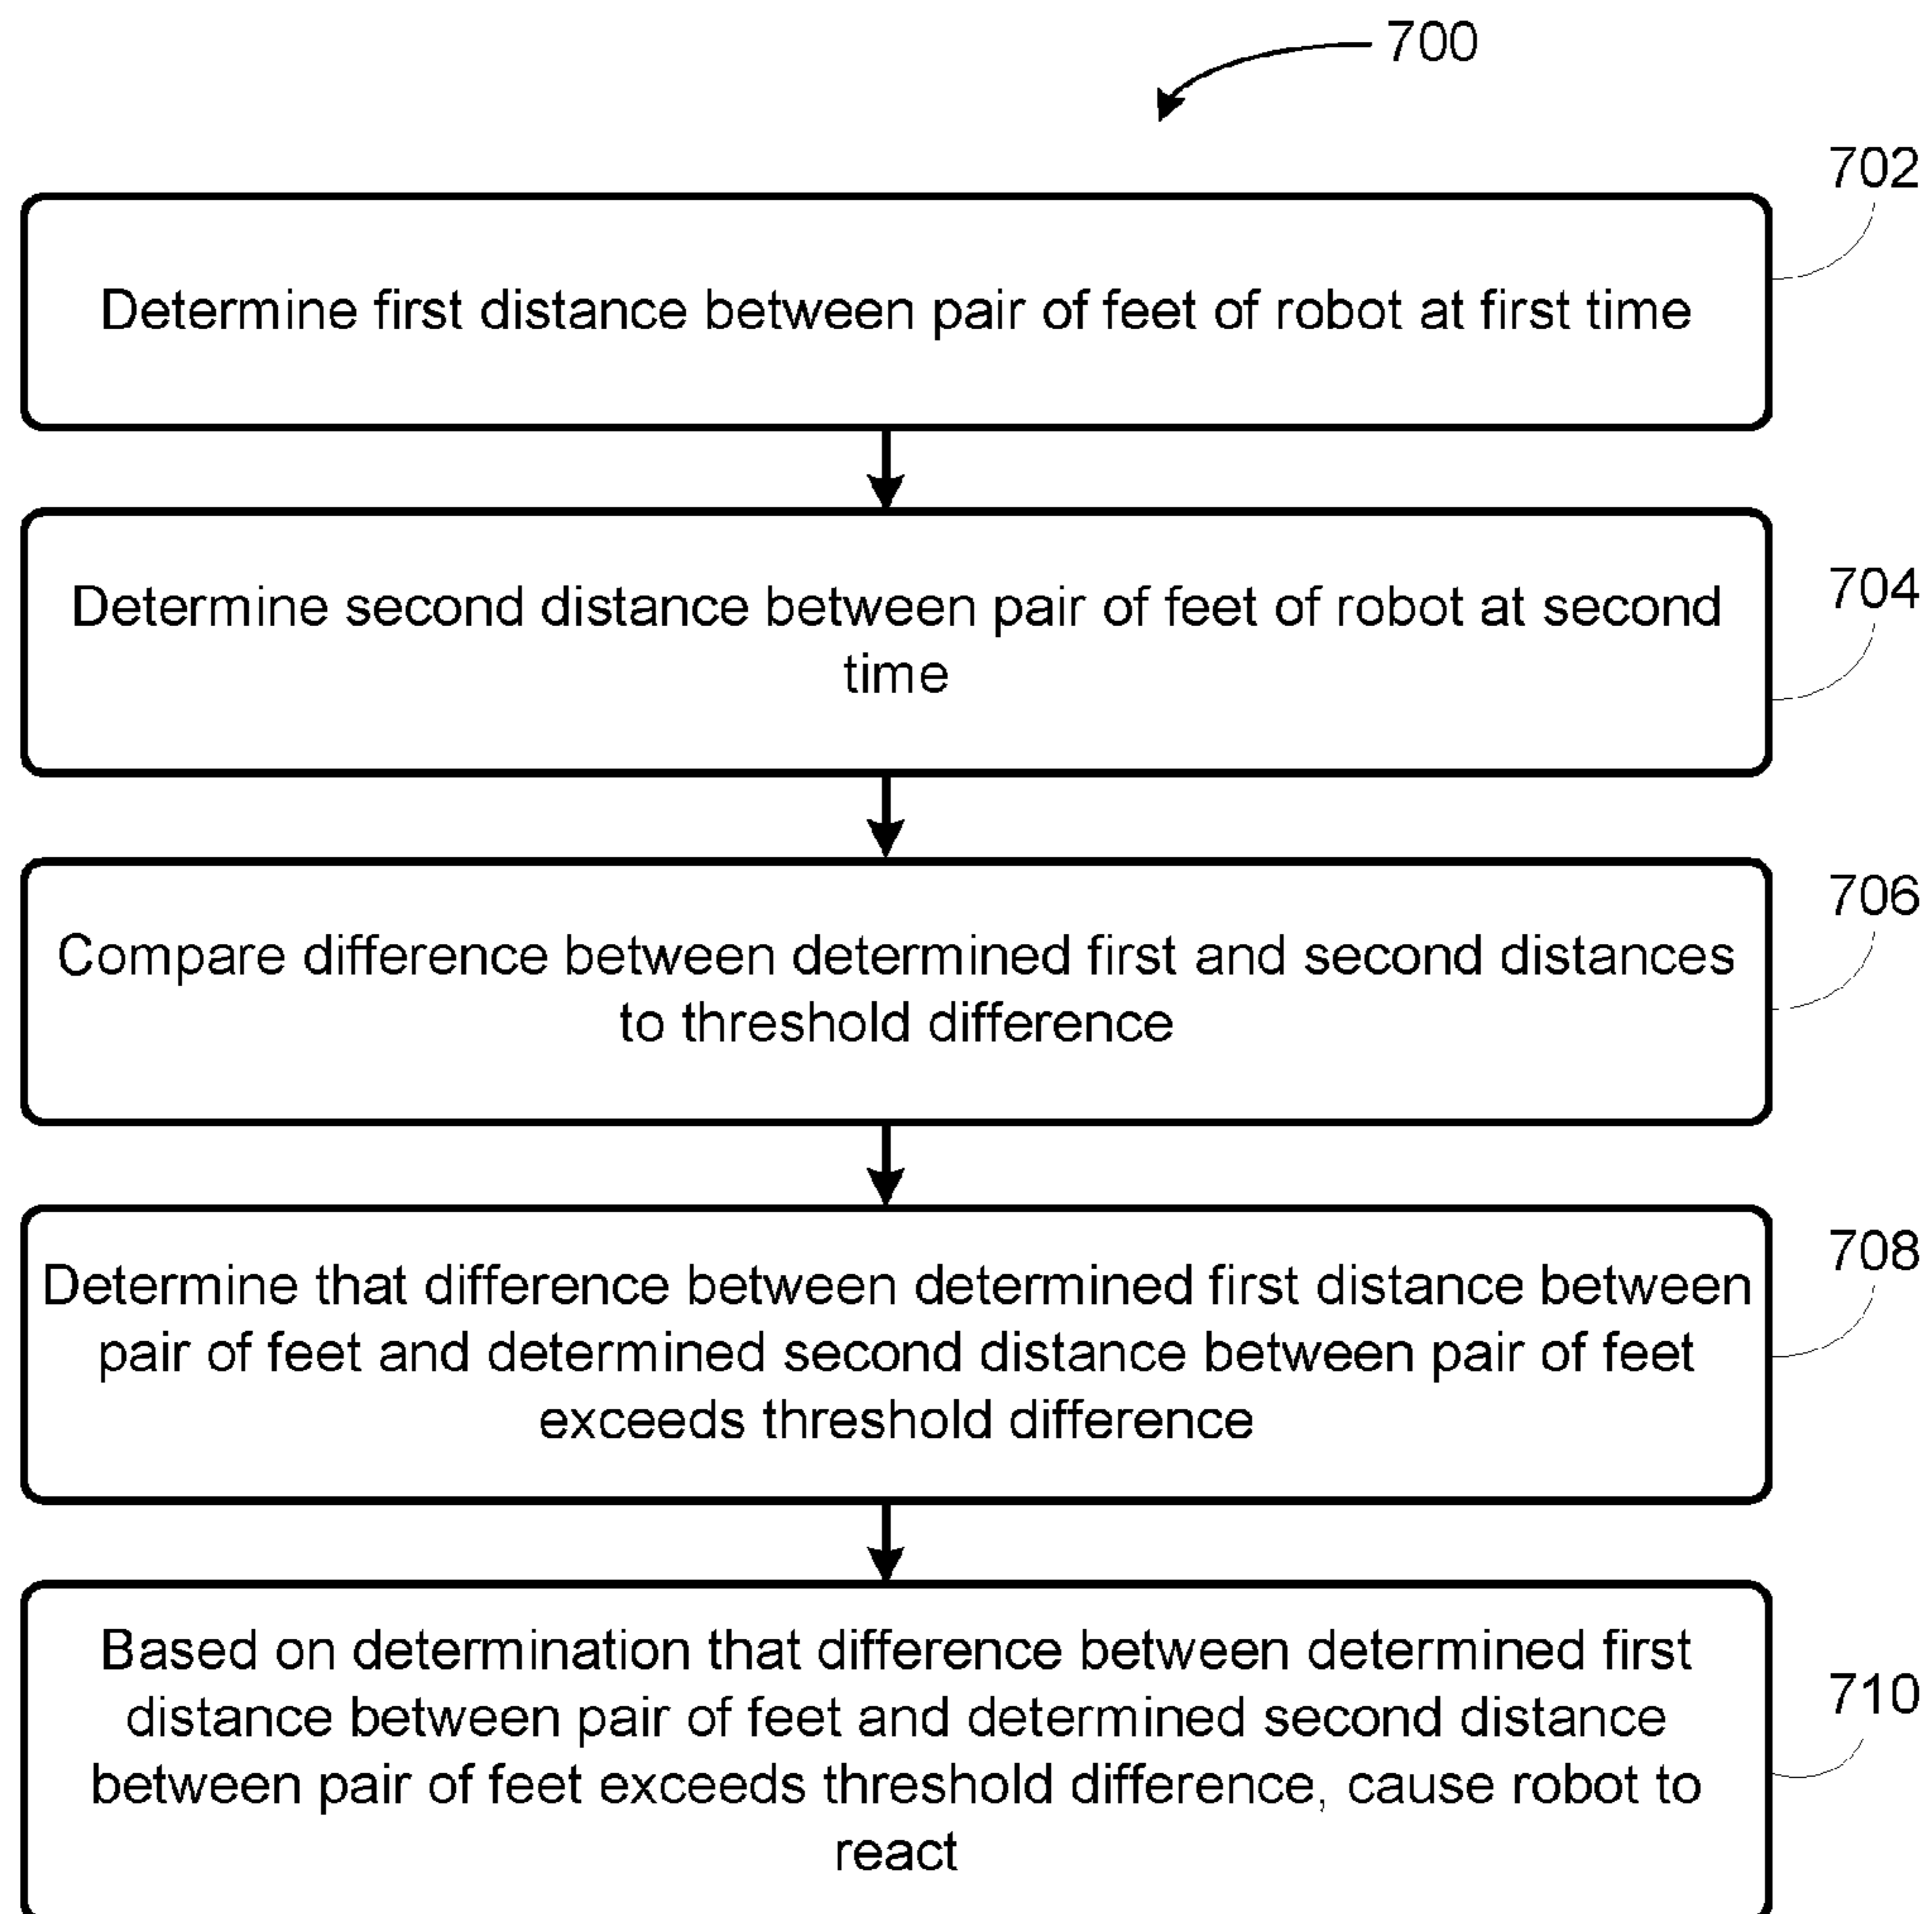 700
702
Determine first distance between pair of feet of robot at first time
704
Determine second distance between pair of feet of robot at second
time
706
Compare difference between determined first and second distances
to threshold difference
708
Determine that difference between determined first distance between
pair of feet and determined second distance between pair of feet
exceeds threshold difference
710
Based on determination that difference between determined first
distance between pair of feet and determined second distance
between pair of feet exceeds threshold difference, cause robot to
react